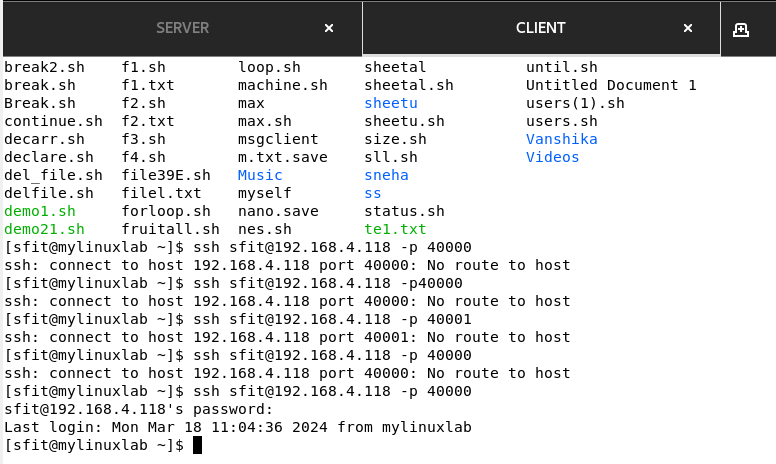 SERVER × CLIENT ×
break2.sh f1.sh loop.sh sheetal until.sh
break.sh f1.txt machine.sh sheetal.sh Untitled Document 1
Break.sh f2.sh max sheetu users(1).sh
continue.sh f2.txt max.sh sheetu.sh users.sh
decarr.sh f3.sh msgclient size.sh Vanshika
declare.sh f4.sh m.txt.save sll.sh Videos
del_file.sh file39E.sh Music sneha
delfile.sh filel.txt myself ss
demo1.sh forloop.sh nano.save status.sh
demo21.sh fruitall.sh nes.sh te1.txt
[sfit@mylinuxlab ~]$ ssh sfit@192.168.4.118 -p 40000
ssh: connect to host 192.168.4.118 port 40000: No route to host
[sfit@mylinuxlab ~]$ ssh sfit@192.168.4.118 -p40000
ssh: connect to host 192.168.4.118 port 40000: No route to host
[sfit@mylinuxlab ~]$ ssh sfit@192.168.4.118 -p 40001
ssh: connect to host 192.168.4.118 port 40001: No route to host
[sfit@mylinuxlab ~]$ ssh sfit@192.168.4.118 -p 40000
ssh: connect to host 192.168.4.118 port 40000: No route to host
[sfit@mylinuxlab ~]$ ssh sfit@192.168.4.118 -p 40000
sfit@192.168.4.118's password:
Last login: Mon Mar 18 11:04:36 2024 from mylinuxlab
[sfit@mylinuxlab ~]$